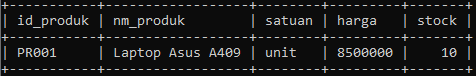 id_produk | nm_produk | satuan | harga | stock
PR001 | Laptop Asus A409 | unit | 8500000 | 10